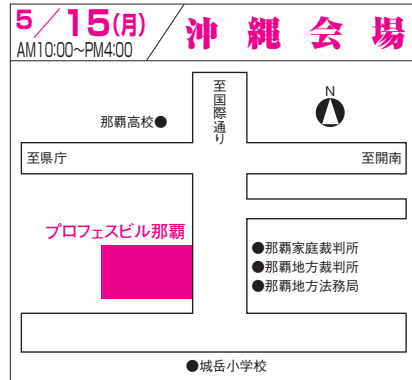 5／15(月)
AM10:00~PM4:00
沖縄会場
至国際通り
N
那覇高校●
至県庁
至開南
プロフェスビル那覇
●那覇家庭裁判所
●那覇地方裁判所
●那覇地方法務局
●城岳小学校